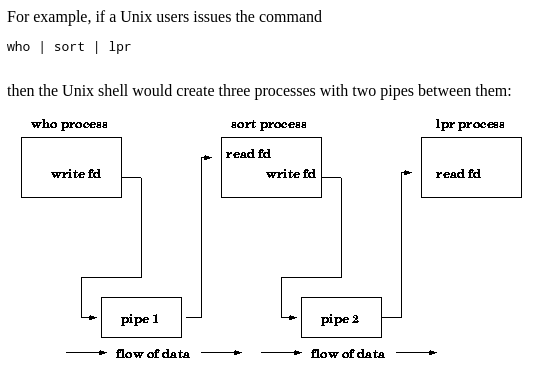 For example, if a Unix users issues the command
who | sort | lpr
then the Unix shell would create three processes with two pipes between them:
who process sort process lpr process
read fd
write fd write fd read fd
pipe 1 pipe 2
flow of data flow of data